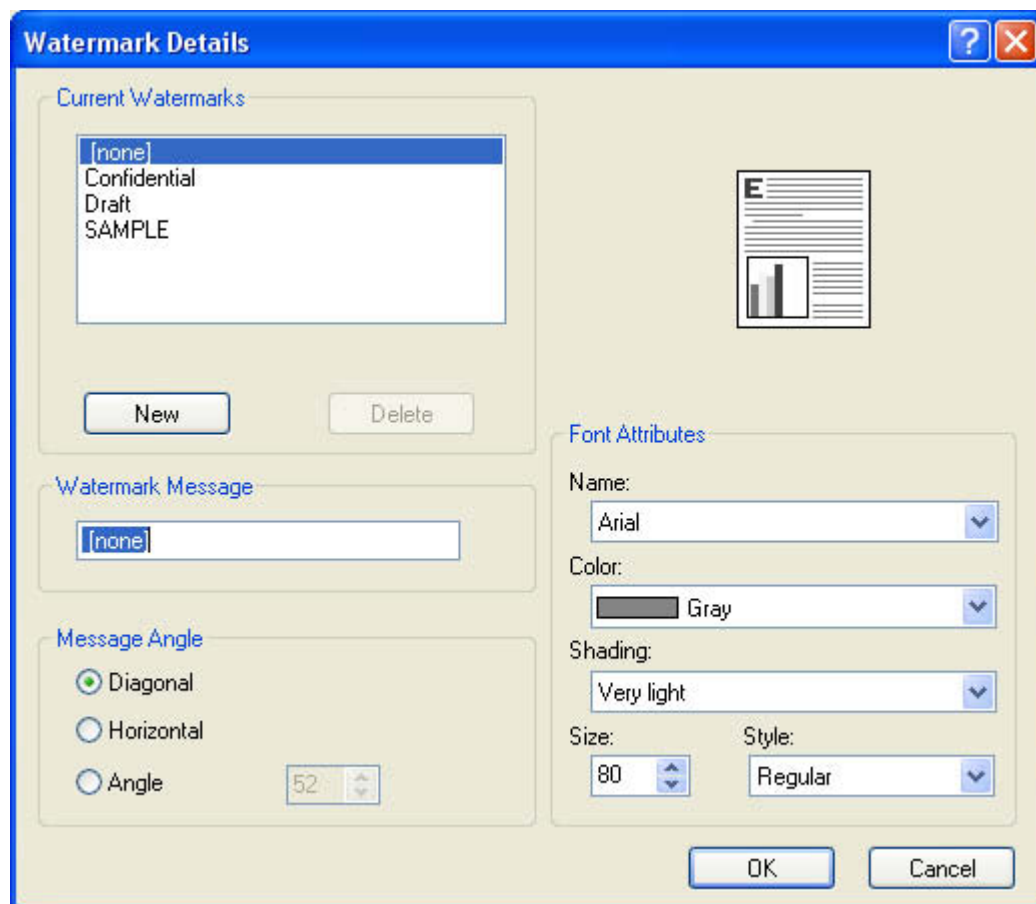 Watermark Details
?
Current Watermarks
[none]
Confidential
Draft
SAMPLE
E
New
Delete
Watermark Message
[none]
Message Angle
Diagonal
Horizontal
Angle
52
Font Attributes
Name:
Arial
Color:
Gray
Shading:
Very light
Size:
Style:
80
Regular
OK
Cancel